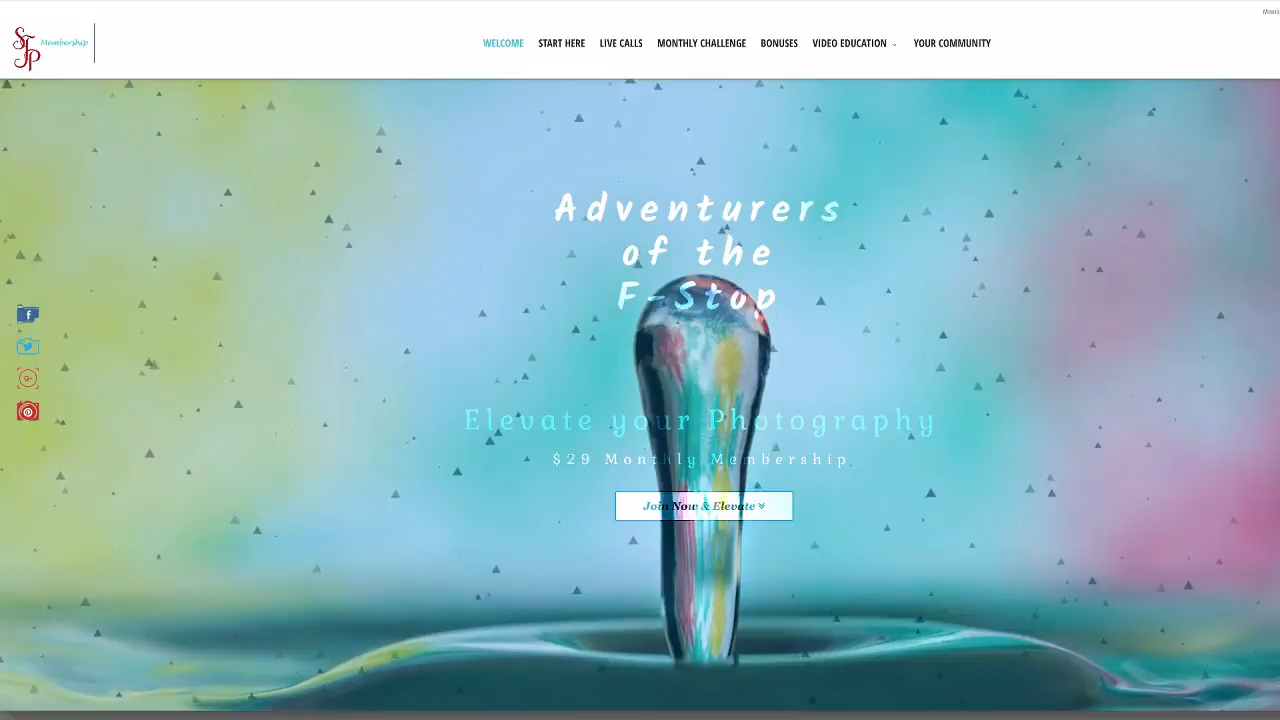 SFP Membership
WELCOME START HERE LIVE CALLS MONTHLY CHALLENGE BONUSES VIDEO EDUCATION YOUR COMMUNITY
Adventurers
of the
F-Stop
Elevate your Photography
$29 Monthly Membership
Join Now & Elevate